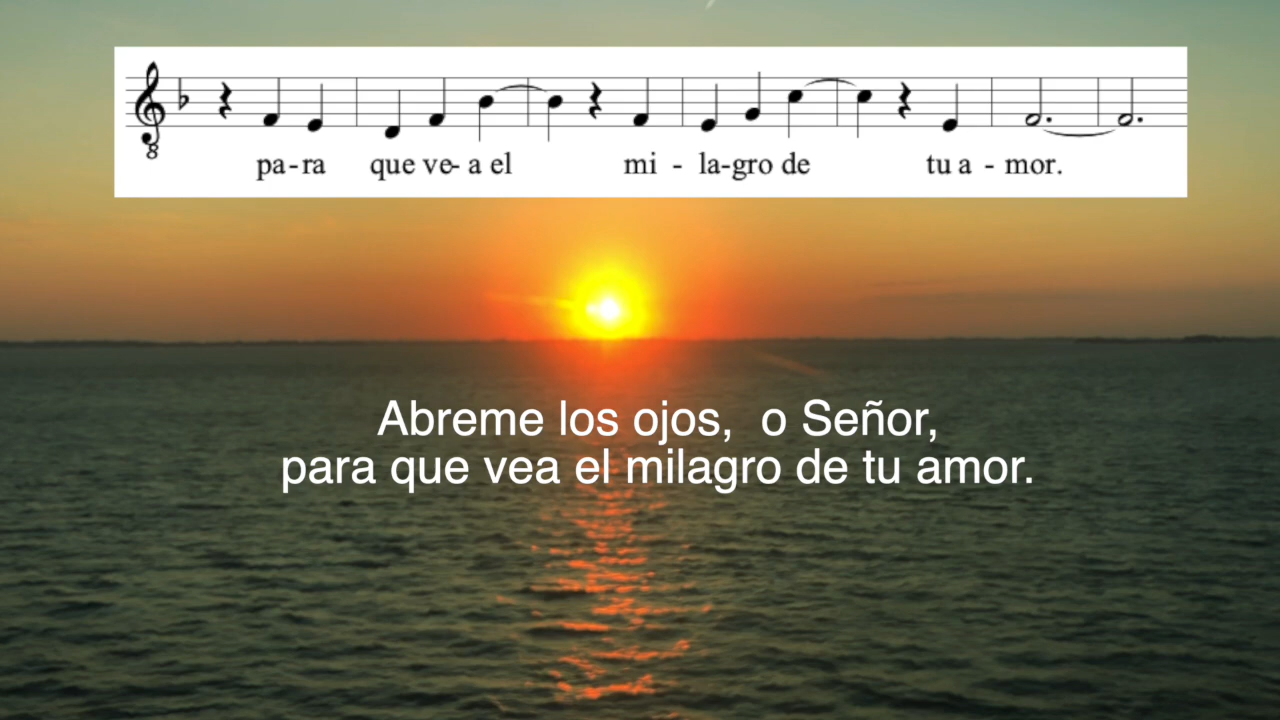 8
pa-ra que ve- a el mi - la-gro de tu a - mor.
Abreme los ojos, o Señor,
para que vea el milagro de tu amor.